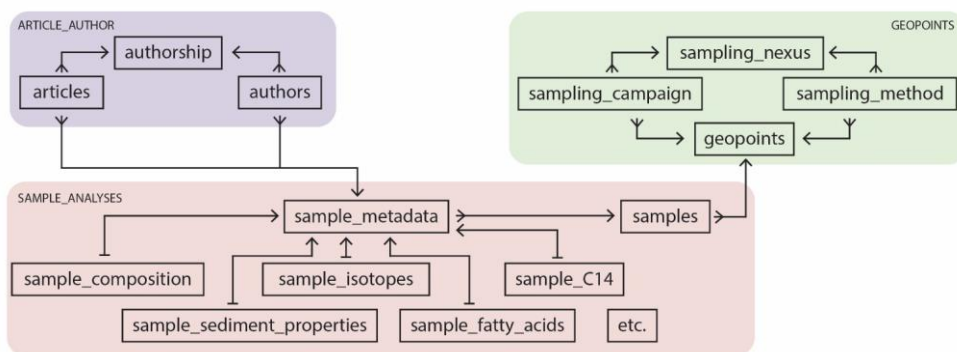 ARTICLE_AUTHOR
authorship
articles
authors
GEOPOINTS
sampling_nexus
sampling_campaign
sampling_method
geopoints
SAMPLE_ANALYSES
sample_metadata
samples
sample_composition
sample_isotopes
sample_C14
sample_sediment_properties
sample_fatty_acids
etc.